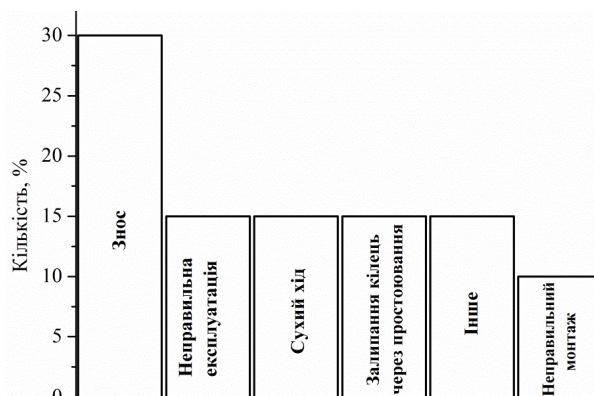 Кількість, %
30
25
20
15
10
5
0
Знос
Неправильна
експлуатація
Сухий хід
Залипання кілець
через простоювання
Інше
Неправильний
монтаж